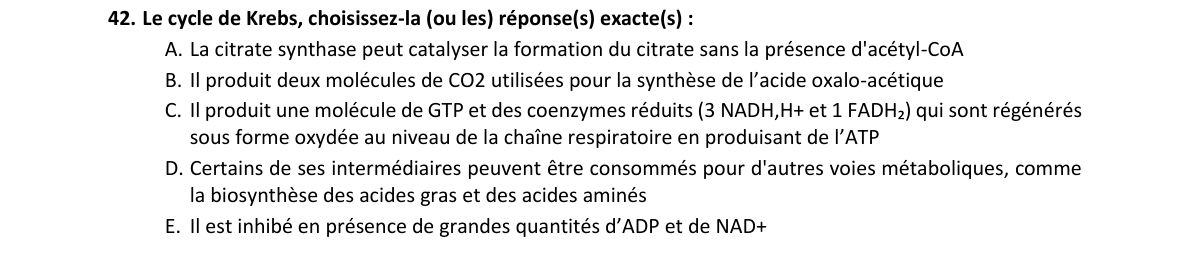 42. Le cycle de Krebs, choisissez-la (ou les) réponse(s) exacte(s) :
A. La citrate synthase peut catalyser la formation du citrate sans la présence d'acétyl-CoA
B. Il produit deux molécules de CO2 utilisées pour la synthèse de l’acide oxalo-acétique
C. Il produit une molécule de GTP et des coenzymes réduits (3 NADH,H+ et 1 FADH₂) qui sont régénérés
sous forme oxydée au niveau de la chaîne respiratoire en produisant de l’ATP
D. Certains de ses intermédiaires peuvent être consommés pour d'autres voies métaboliques, comme
la biosynthèse des acides gras et des acides aminés
E. Il est inhibé en présence de grandes quantités d’ADP et de NAD+